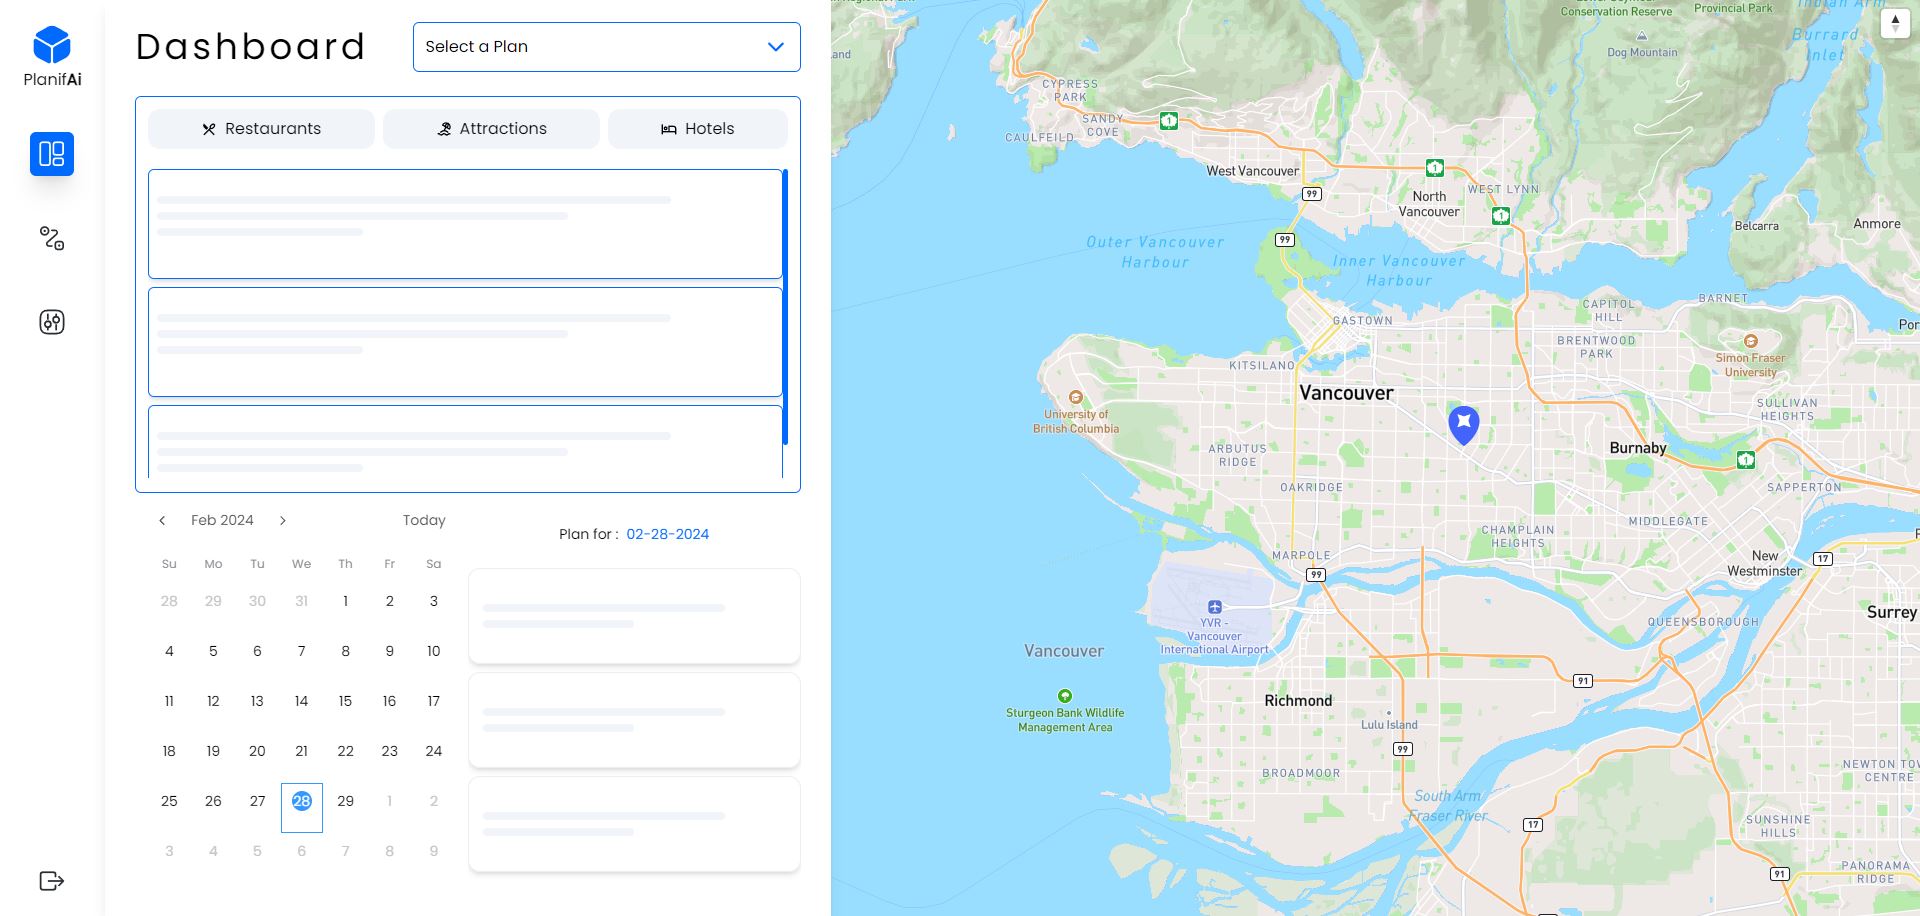 PlanifAi
Dashboard
Select a Plan
Restaurants
Attractions
Hotels
Feb 2024
Today
Su Mo Tu We Th Fr Sa
28 29 30 31 1 2 3
4 5 6 7 8 9 10
11 12 13 14 15 16 17
18 19 20 21 22 23 24
25 26 27 28 29 1 2
3 4 5 6 7 8 9
Plan for : 02-28-2024
Conservation Reserve
Provincial Park
Indian Arm
Burrard
Inlet
Dog Mountain
CYPRESS
PARK
SANDY
COVE
CAULFEILD
1
West Vancouver
99
1
North
Vancouver
WEST LYNN
1
Belcarra
Anmore
99
Outer Vancouver
Harbour
Inner Vancouver
Harbour
CAPITOL
HILL
BARNET
GASTOWN
BRENTWOOD
PARK
Simon Fraser
University
KITSILANO
Vancouver
University of
British Columbia
SULLIVAN
HEIGHTS
ARBUTUS
RIDGE
Burnaby
1
OAKRIDGE
SAPPERTON
CHAMPLAIN
HEIGHTS
MIDDLEGATE
MARPOLE
New
Westminster
17
99
YVR -
Vancouver
International Airport
QUEENSBOROUGH
Surrey
Vancouver
91
Sturgeon Bank Wildlife
Management Area
Richmond
Lulu Island
99
BROADMOOR
NEWTON TOW
CENTRE
South Arm
Fraser River
17
SUNSHINE
HILLS
91
PANORAMA
RIDGE